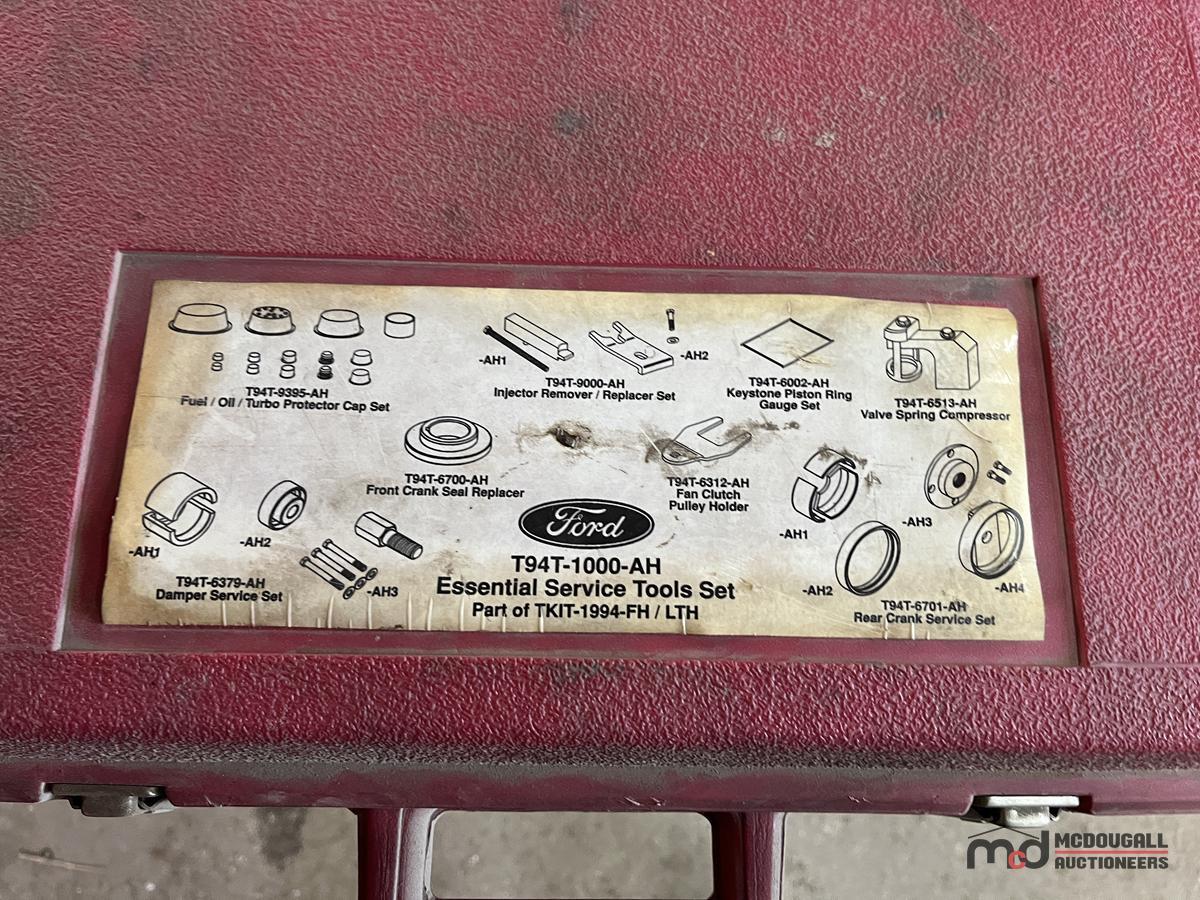 -AH1
-AH2
T94T-9395-AH
Fuel / Oil / Turbo Protector Cap Set
T94T-9000-AH
Injector Remover / Replacer Set
T94T-6002-AH
Keystone Piston Ring
Gauge Set
T94T-6513-AH
Valve Spring Compressor
T94T-6700-AH
Front Crank Seal Replacer
T94T-6312-AH
Fan Clutch
Pulley Holder
-AH1
-AH2
-AH3
T94T-6379-AH
Damper Service Set
Ford
T94T-1000-AH
Essential Service Tools Set
Part of TKIT-1994-FH / LTH
-AH1
-AH3
-AH2
-AH4
T94T-6701-AH
Rear Crank Service Set
mcd MCDOUGALL
AUCTIONEERS